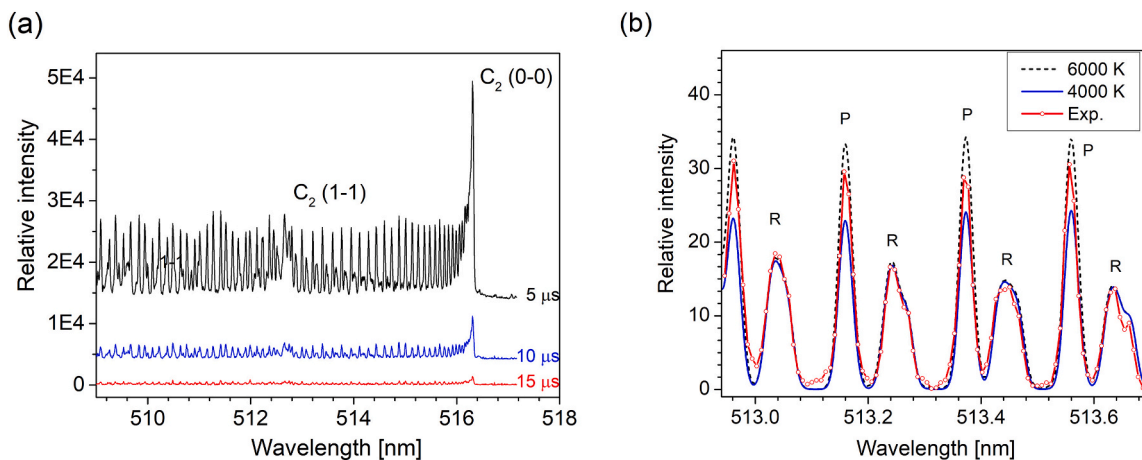 (a)
C2 (0-0)
C2 (1-1)
5 μs
10 μs
15 μs
5E4
4E4
3E4
2E4
1E4
0
Relative intensity
510 512 514 516 518
Wavelength [nm]
(b)
6000 K
4000 K
Exp.
P P P
R R R R
40
30
20
10
0
Relative intensity
513.0 513.2 513.4 513.6
Wavelength [nm]